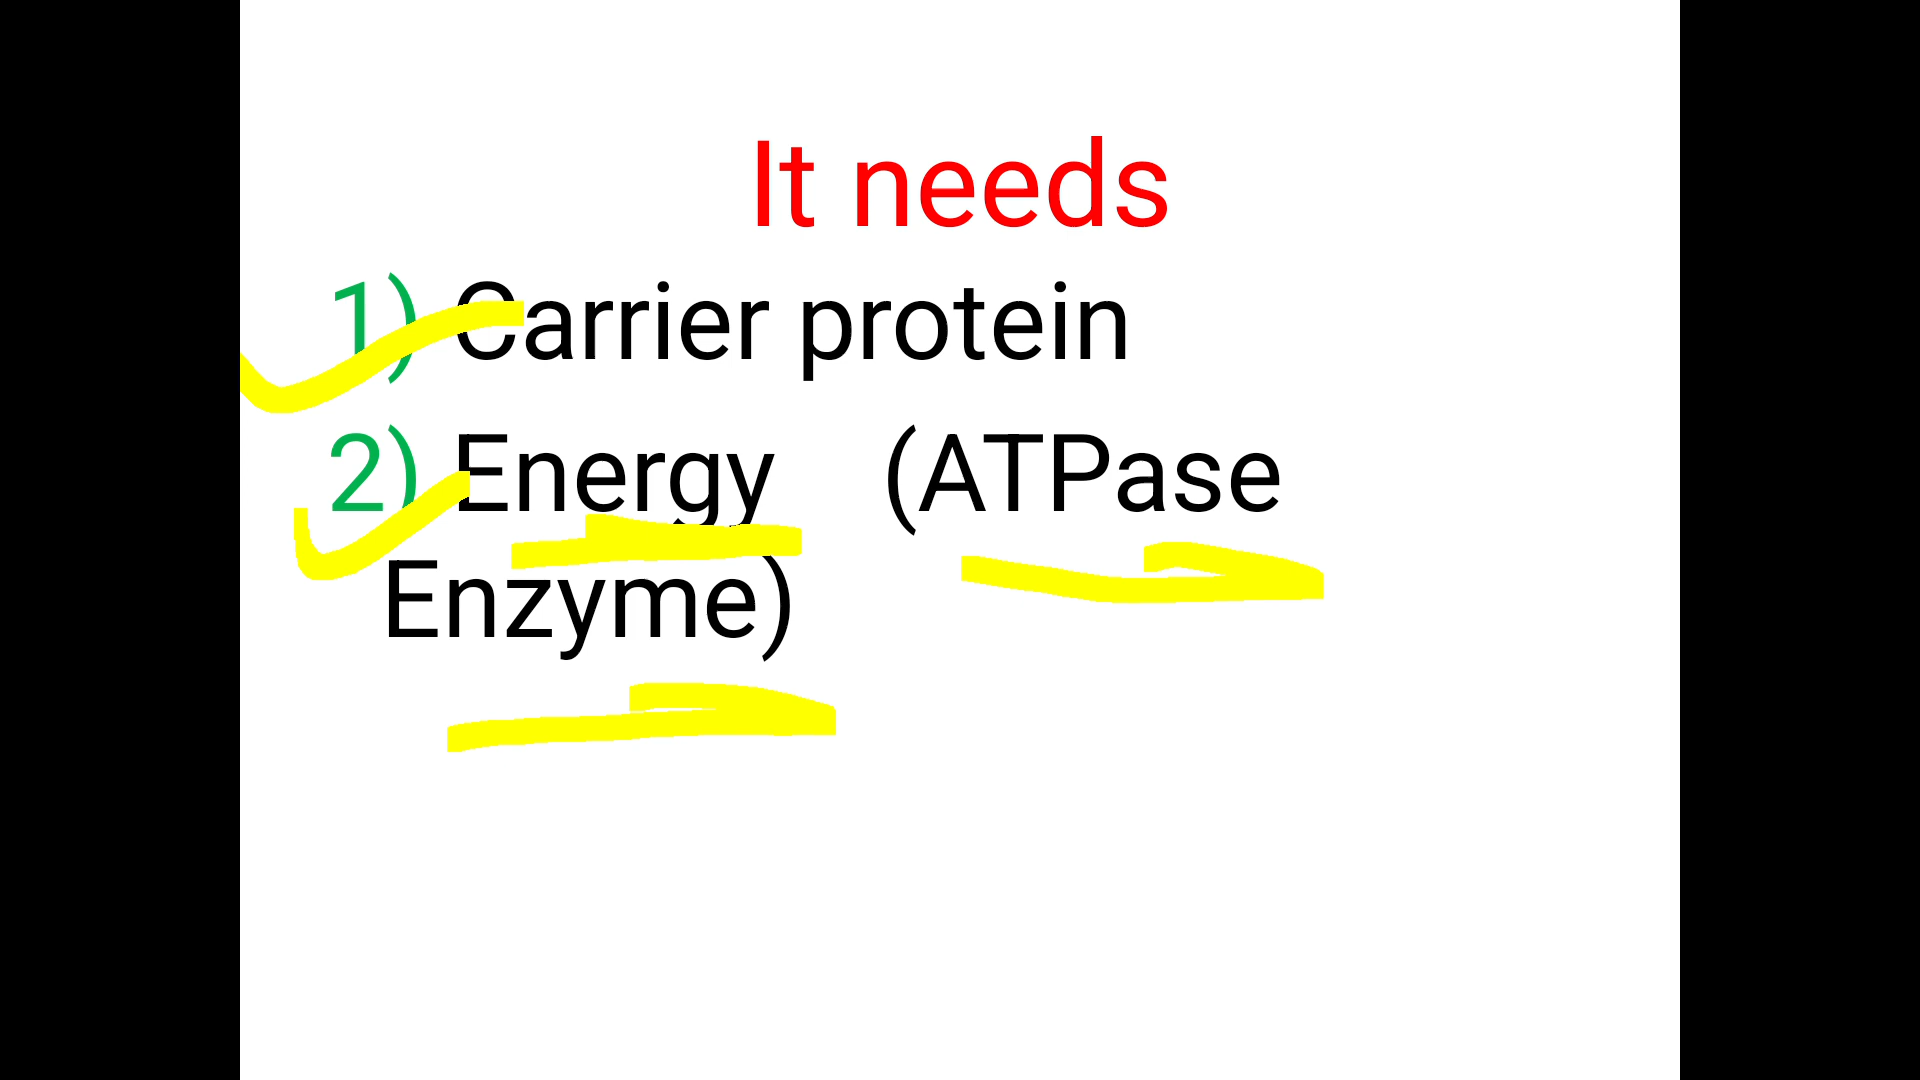 It needs
1) Carrier protein
2) Energy (ATPase
Enzyme)